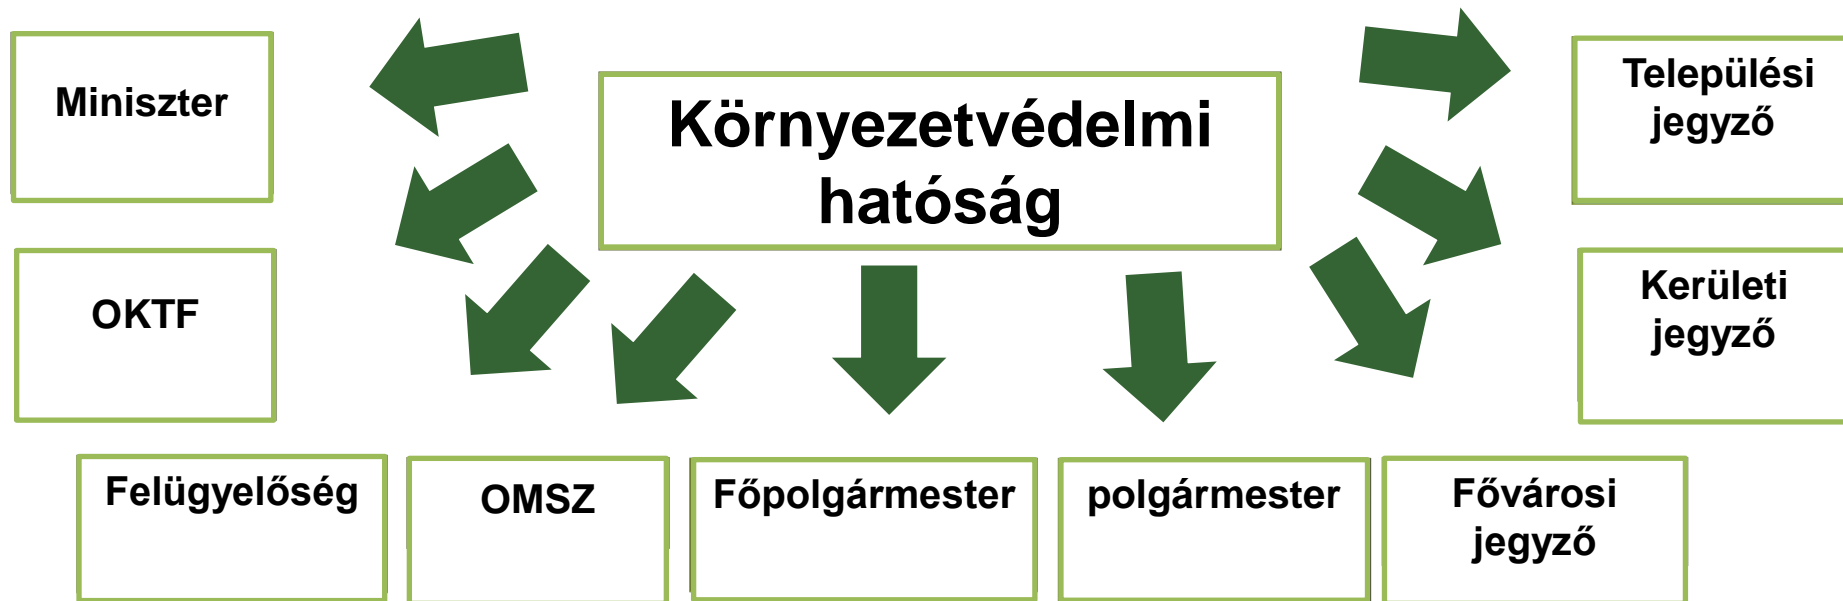 Környezetvédelmi
hatóság
Miniszter
OKTF
Felügyelőség
OMSZ
Főpolgármester
polgármester
Fővárosi
jegyző
Kerületi
jegyző
Települési
jegyző